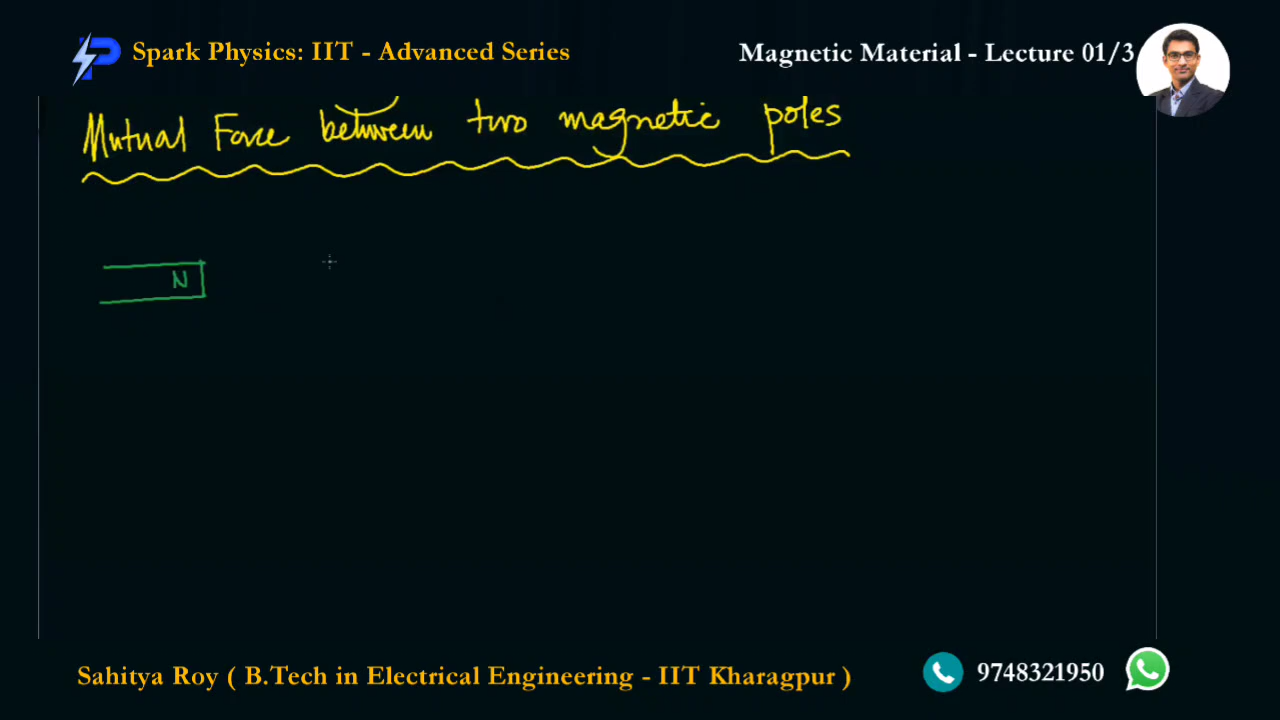 Spark Physics: IIT - Advanced Series
Magnetic Material - Lecture 01/3
Mutual Force between two magnetic poles
N
Sahitya Roy ( B.Tech in Electrical Engineering - IIT Kharagpur )
9748321950